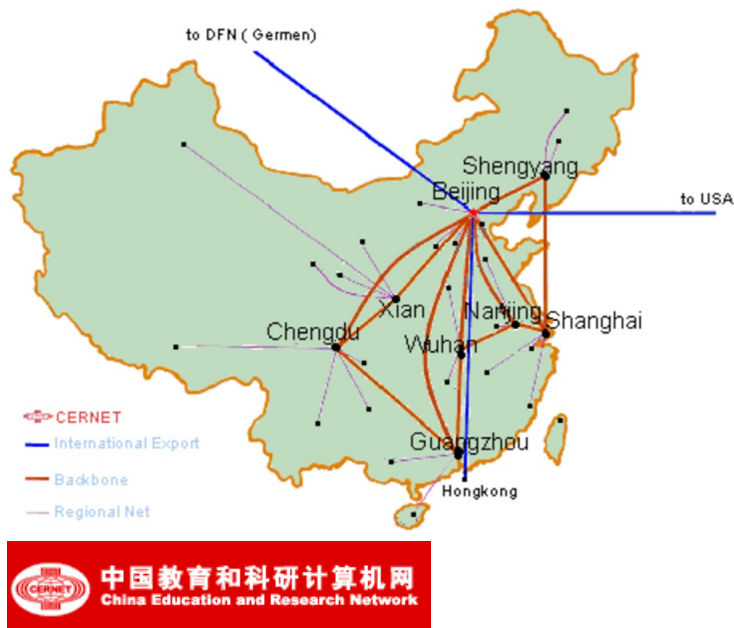 to DFN ( Germen)
Shengyang
Beijing
to USA
Xian
Nanjing
Shanghai
Chengdu
Wuhan
CERNET
International Export
Guangzhou
Backbone
Hongkong
Regional Net
CERNET
中国教育和科研计算机网
China Education and Research Network